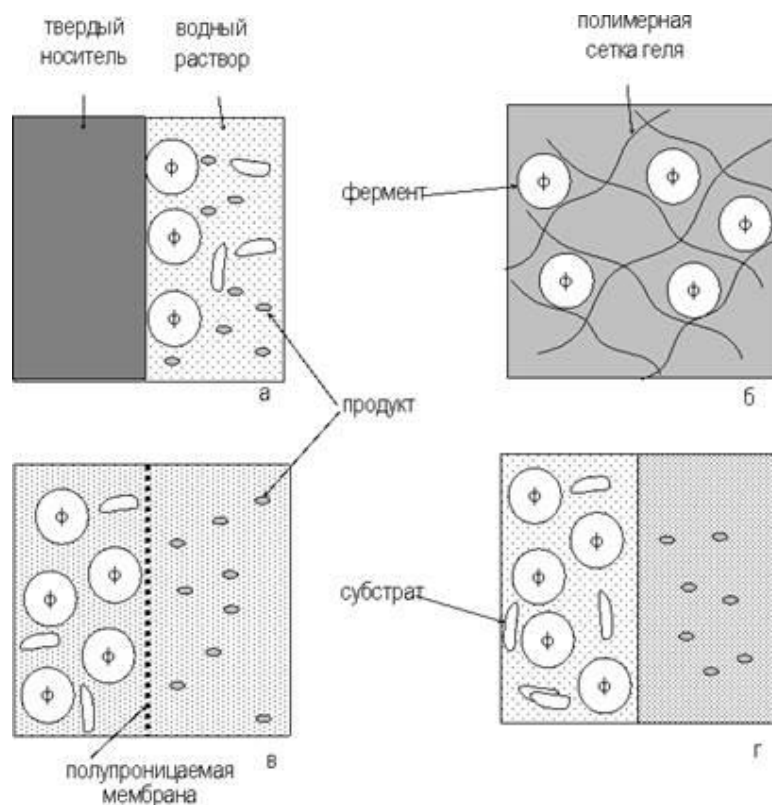 твердый
носитель
водный
раствор
полимерная
сетка геля
Ф
Ф
Ф
фермент
Ф
Ф
Ф
Ф
Ф
а
продукт
б
Ф
Ф
Ф
Ф
Ф
субстрат
Ф
Ф
Ф
Ф
Ф
полупроницаемая
мембрана
в
г